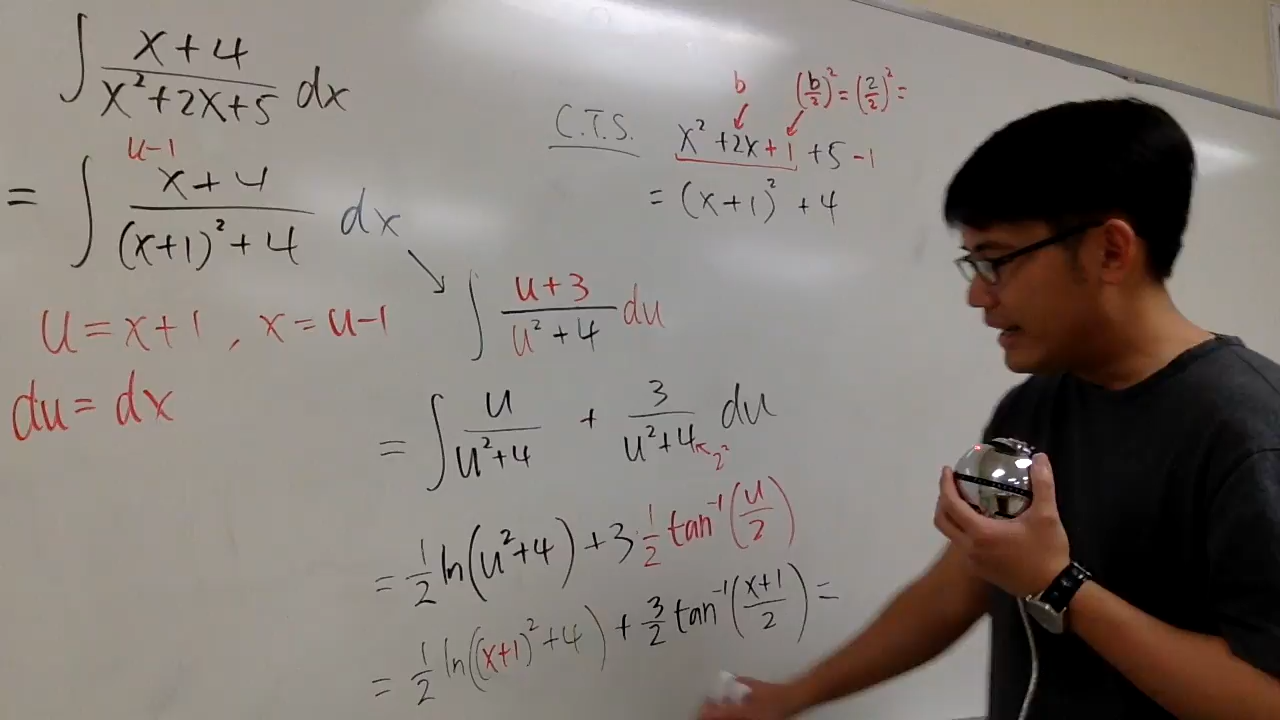 ∫ x+4 / x²+2x+5 dx
u-1
= ∫ x+4 / (x+1)²+4 dx
u = x+1, x = u-1
du = dx
b (b/2)² = (2/2)² =
C.T.S. x²+2x+1+5-1
= (x+1)²+4
∫ u+3 / u²+4 du
= ∫ u / u²+4 + 3 / u²+4 du
2²
= 1/2 ln(u²+4) + 3·1/2 tan⁻¹(u/2)
= 1/2 ln((x+1)²+4) + 3/2 tan⁻¹(x+1/2) =